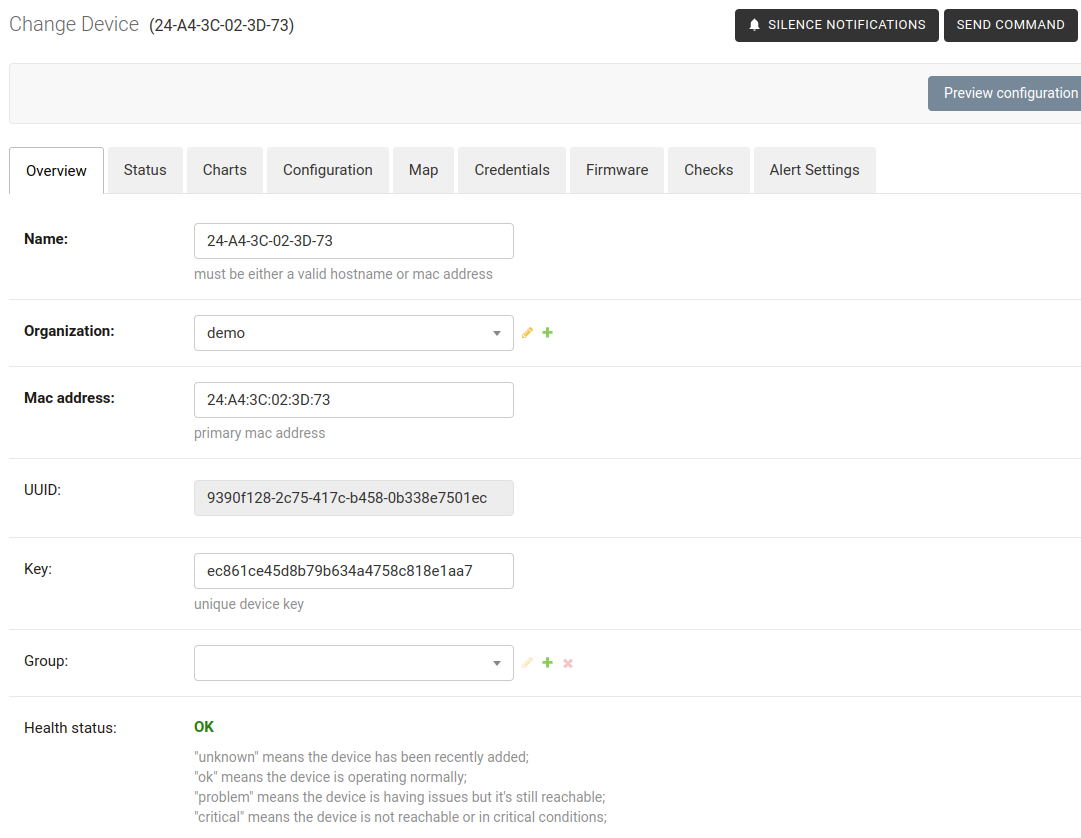 Change Device (24-A4-3C-02-3D-73)
SILENCE NOTIFICATIONS
SEND COMMAND
Preview configuration
Overview Status Charts Configuration Map Credentials Firmware Checks Alert Settings
Name: 24-A4-3C-02-3D-73
must be either a valid hostname or mac address
Organization: demo
Mac address: 24:A4:3C:02:3D:73
primary mac address
UUID: 9390f128-2c75-417c-b458-0b338e7501ec
Key: ec861ce45d8b79b634a4758c818e1aa7
unique device key
Group:
Health status: OK
"unknown" means the device has been recently added;
"ok" means the device is operating normally;
"problem" means the device is having issues but it's still reachable;
"critical" means the device is not reachable or in critical conditions;